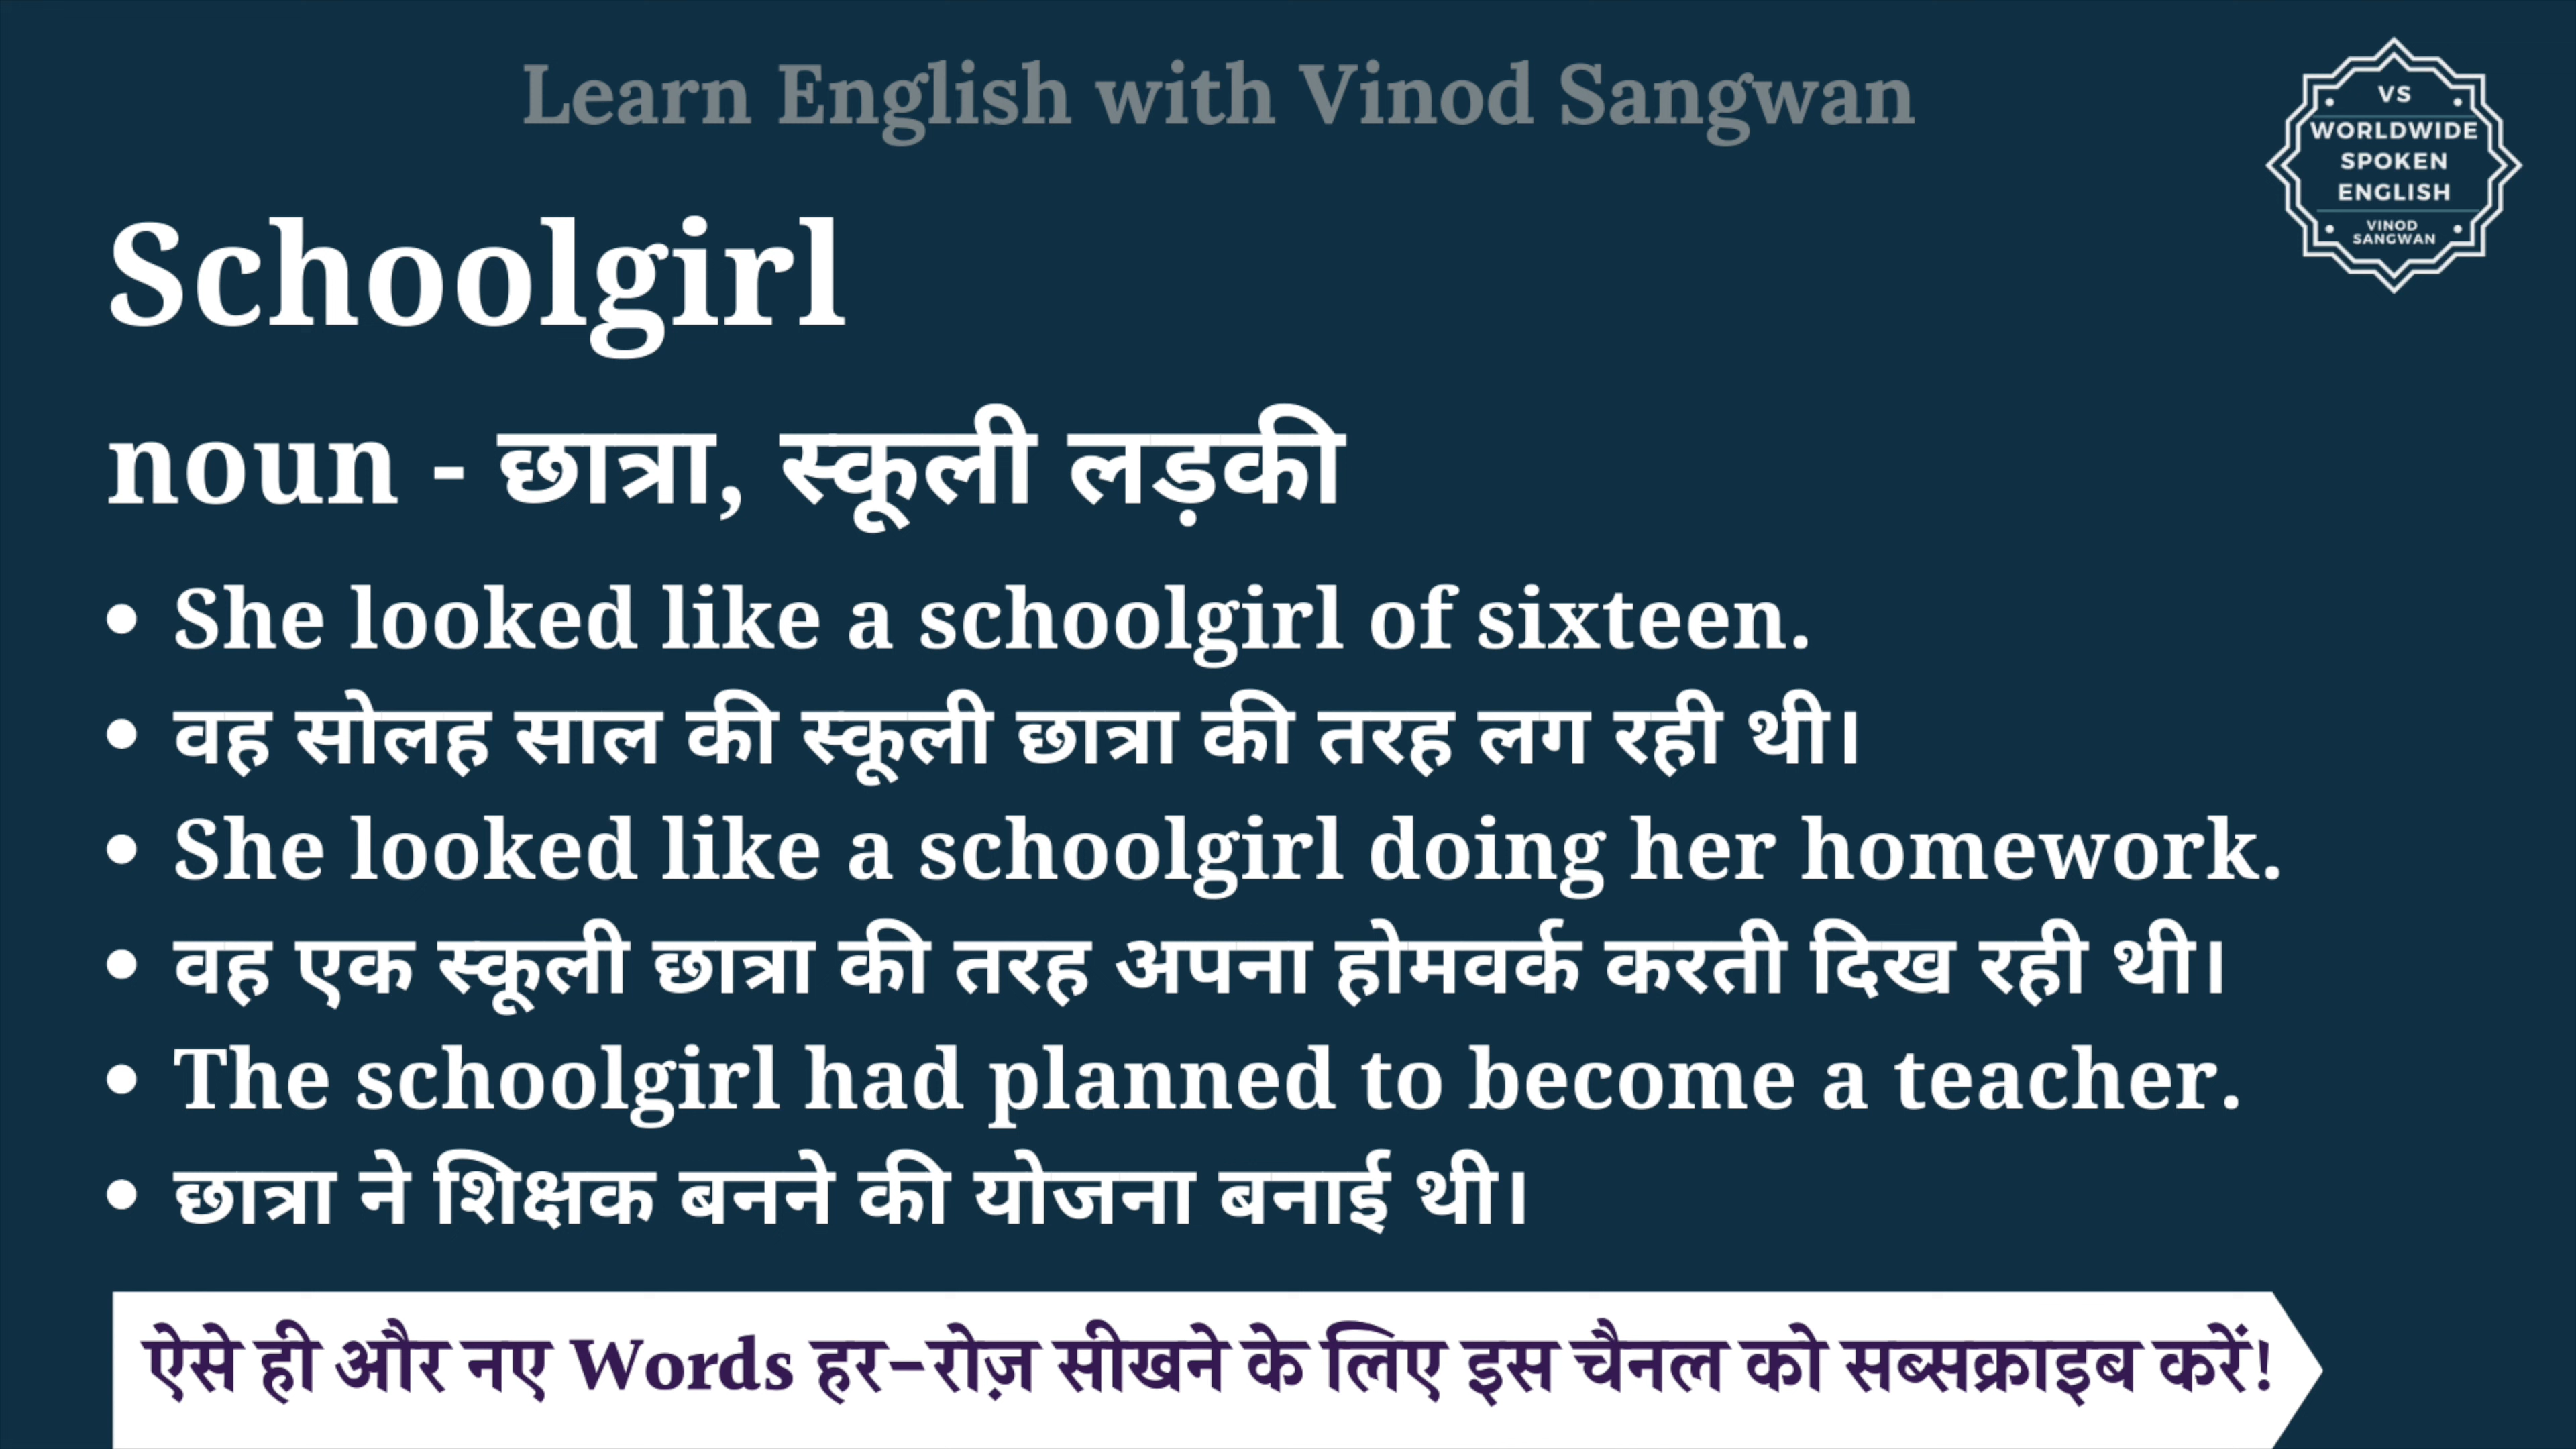 Learn English with Vinod Sangwan
VS
WORLDWIDE
SPOKEN
ENGLISH
VINOD
SANGWAN
Schoolgirl
noun - छात्रा, स्कूली लड़की
• She looked like a schoolgirl of sixteen.
• वह सोलह साल की स्कूली छात्रा की तरह लग रही थी।
• She looked like a schoolgirl doing her homework.
• वह एक स्कूली छात्रा की तरह अपना होमवर्क करती दिख रही थी।
• The schoolgirl had planned to become a teacher.
• छात्रा ने शिक्षक बनने की योजना बनाई थी।
ऐसे ही और नए Words हर-रोज़ सीखने के लिए इस चैनल को सब्सक्राइब करें!